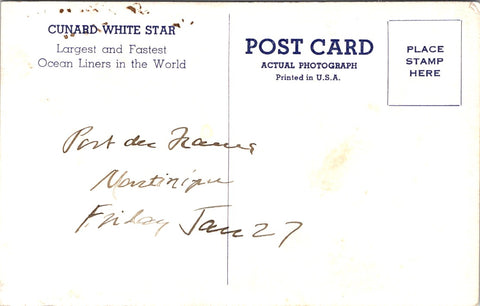 CUNARD WHITE STAR
Largest and Fastest
Ocean Liners in the World
POST CARD
ACTUAL PHOTOGRAPH
Printed in U.S.A.
PLACE
STAMP
HERE
Port de France
Martinique
Friday Jan 27